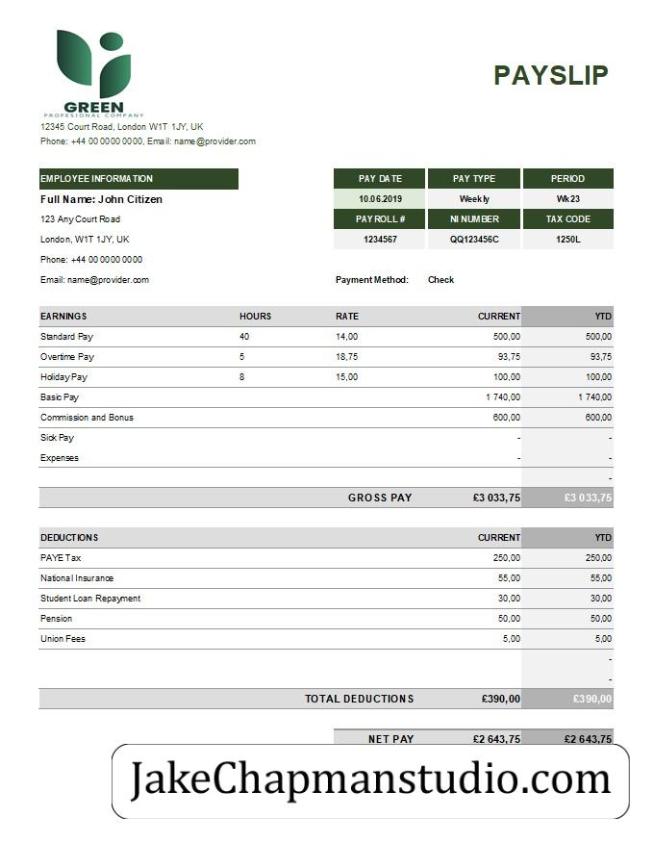 PAYSLIP
GREEN
PROFESIONAL COMPANY
12345 Court Road, London W1T 1JY, UK
Phone: +44 00 0000 0000, Email: name@provider.com
EMPLOYEE INFORMATION PAY DATE PAY TYPE PERIOD
Full Name: John Citizen 10.06.2019 Weekly Wk23
123 Any Court Road PAYROLL # NI NUMBER TAX CODE
London, W1T 1JY, UK 1234567 QQ123456C 1250L
Phone: +44 00 0000 0000
Email: name@provider.com Payment Method: Check
EARNINGS HOURS RATE CURRENT YTD
Standard Pay 40 14,00 500,00 500,00
Overtime Pay 5 18,75 93,75 93,75
Holiday Pay 8 15,00 100,00 100,00
Basic Pay 1 740,00 1 740,00
Commission and Bonus 600,00 600,00
Sick Pay - -
Expenses - -
-
GROSS PAY £3 033,75 £3 033,75
DEDUCTIONS CURRENT YTD
PAYE Tax 250,00 250,00
National Insurance 55,00 55,00
Student Loan Repayment 30,00 30,00
Pension 50,00 50,00
Union Fees 5,00 5,00
-
-
TOTAL DEDUCTIONS £390,00 £390,00
NET PAY £2 643,75 £2 643,75
JakeChapmanstudio.com